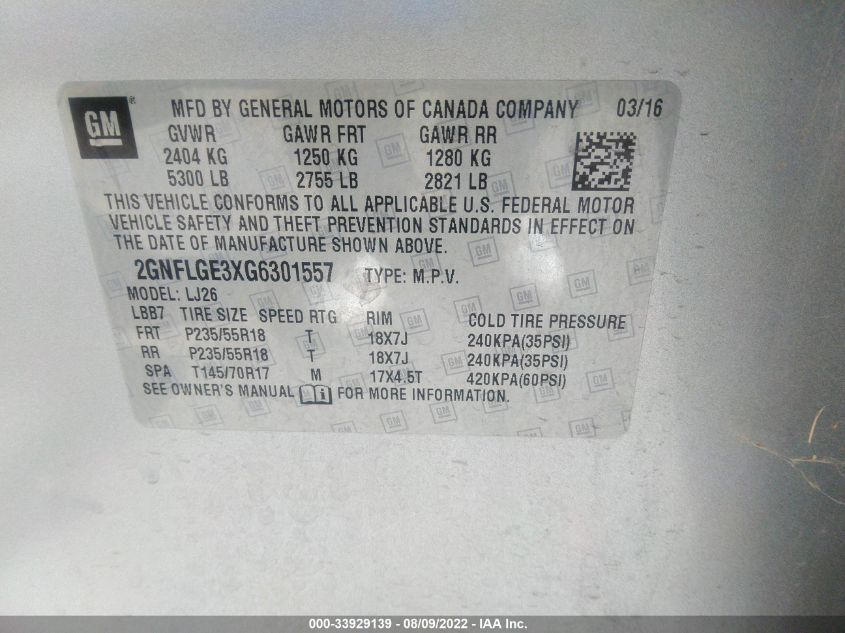 GM ® MFD BY GENERAL MOTORS OF CANADA COMPANY 03/16
GVWR GAWR FRT GAWR RR
2404 KG 1250 KG 1280 KG
5300 LB 2755 LB 2821 LB
THIS VEHICLE CONFORMS TO ALL APPLICABLE U.S. FEDERAL MOTOR
VEHICLE SAFETY AND THEFT PREVENTION STANDARDS IN EFFECT ON
THE DATE OF MANUFACTURE SHOWN ABOVE.
2GNFLGE3XG6301557 TYPE: M.P.V.
MODEL: LJ26
LBB7 TIRE SIZE SPEED RTG RIM COLD TIRE PRESSURE
FRT P235/55R18 T 18X7J 240KPA(35PSI)
RR P235/55R18 T 18X7J 240KPA(35PSI)
SPA T145/70R17 M 17X4.5T 420KPA(60PSI)
SEE OWNER'S MANUAL FOR MORE INFORMATION.
000-33929139 - 08/09/2022 - IAA Inc.